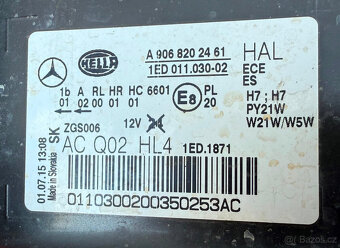 HELLA
A 906 820 24 61 HAL
1ED 011.030-02 ECE
ES
1b A RL HR HC 6601
01 02 00 01 01
E8 PL
20
H7 ; H7
PY21W
W21W/W5W
ZGS006 12V
AC Q02 HL4 1ED.1871
01.07.15 13:08
Made in Slovakia SK
0110300200350253AC